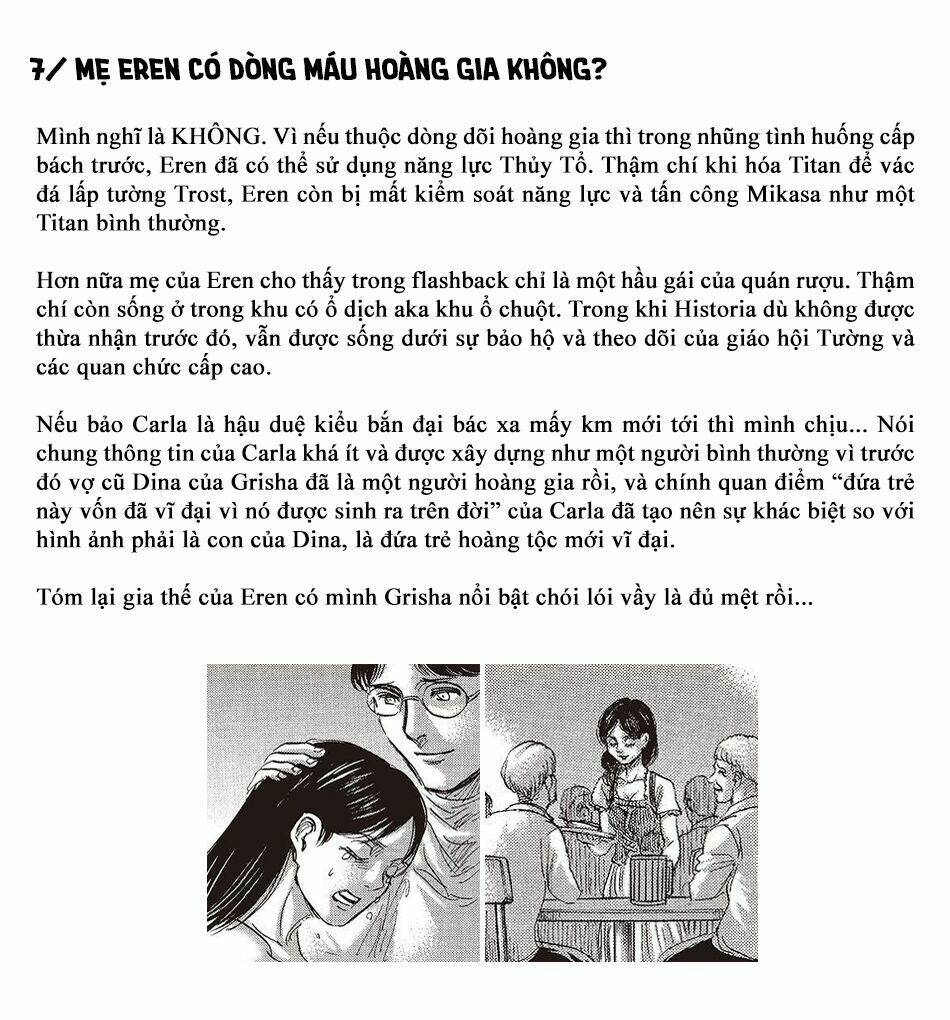 7/ MẸ EREN CÓ DÒNG MÁU HOÀNG GIA KHÔNG?
Mình nghĩ là KHÔNG. Vì nếu thuộc dòng dõi hoàng gia thì trong những tình huống cấp
bách trước, Eren đã có thể sử dụng năng lực Thủy Tổ. Thậm chí khi hóa Titan để vác
đá lấp tường Trost, Eren còn bị mất kiểm soát năng lực và tấn công Mikasa như một
Titan bình thường.
Hơn nữa mẹ của Eren cho thấy trong flashback chỉ là một hầu gái của quán rượu. Thậm
chí còn sống ở trong khu có ổ dịch aka khu ổ chuột. Trong khi Historia dù không được
thừa nhận trước đó, vẫn được sống dưới sự bảo hộ và theo dõi của giáo hội Tường và
các quan chức cấp cao.
Nếu bảo Carla là hậu duệ kiểu bắn đại bác xa mấy km mới tới thì mình chịu... Nói
chung thông tin của Carla khá ít và được xây dựng như một người bình thường vì trước
đó vợ cũ Dina của Grisha đã là một người hoàng gia rồi, và chính quan điểm “đứa trẻ
này vốn đã vĩ đại vì nó được sinh ra trên đời” của Carla đã tạo nên sự khác biệt so với
hình ảnh phải là con của Dina, là đứa trẻ hoàng tộc mới vĩ đại.
Tóm lại gia thế của Eren có mình Grisha nổi bật chói lói vầy là đủ mệt rồi...